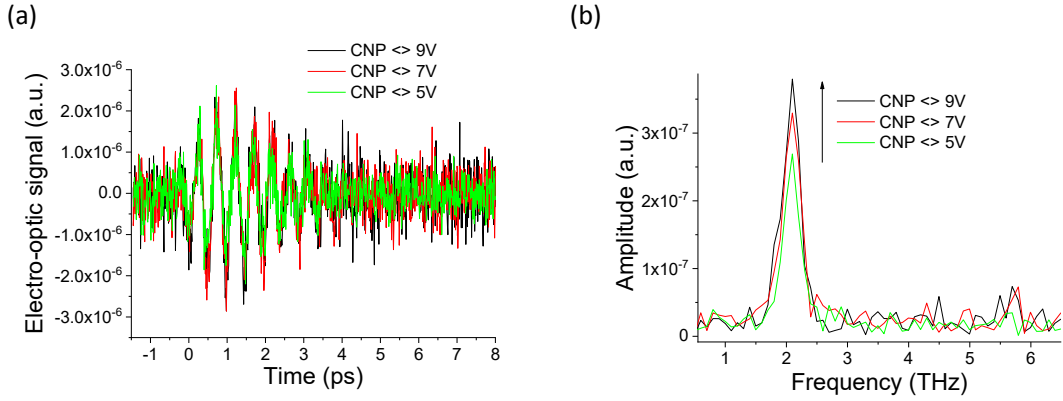 (a)
CNP <> 9V
CNP <> 7V
CNP <> 5V
Electro-optic signal (a.u.)
3.0x10⁻⁶
2.0x10⁻⁶
1.0x10⁻⁶
0.0
-1.0x10⁻⁶
-2.0x10⁻⁶
-3.0x10⁻⁶
-1 0 1 2 3 4 5 6 7 8
Time (ps)
(b)
CNP <> 9V
CNP <> 7V
CNP <> 5V
Amplitude (a.u.)
3x10⁻⁷
2x10⁻⁷
1x10⁻⁷
0
1 2 3 4 5 6
Frequency (THz)